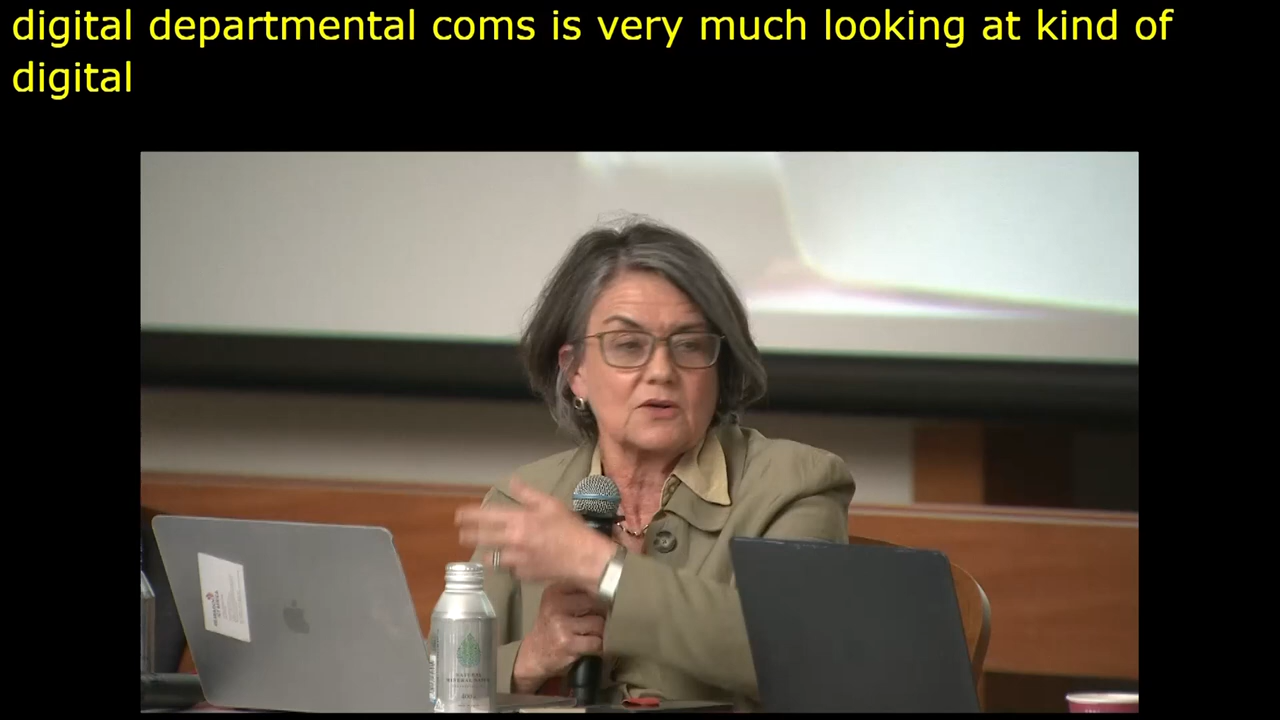 digital departmental coms is very much looking at kind of
digital